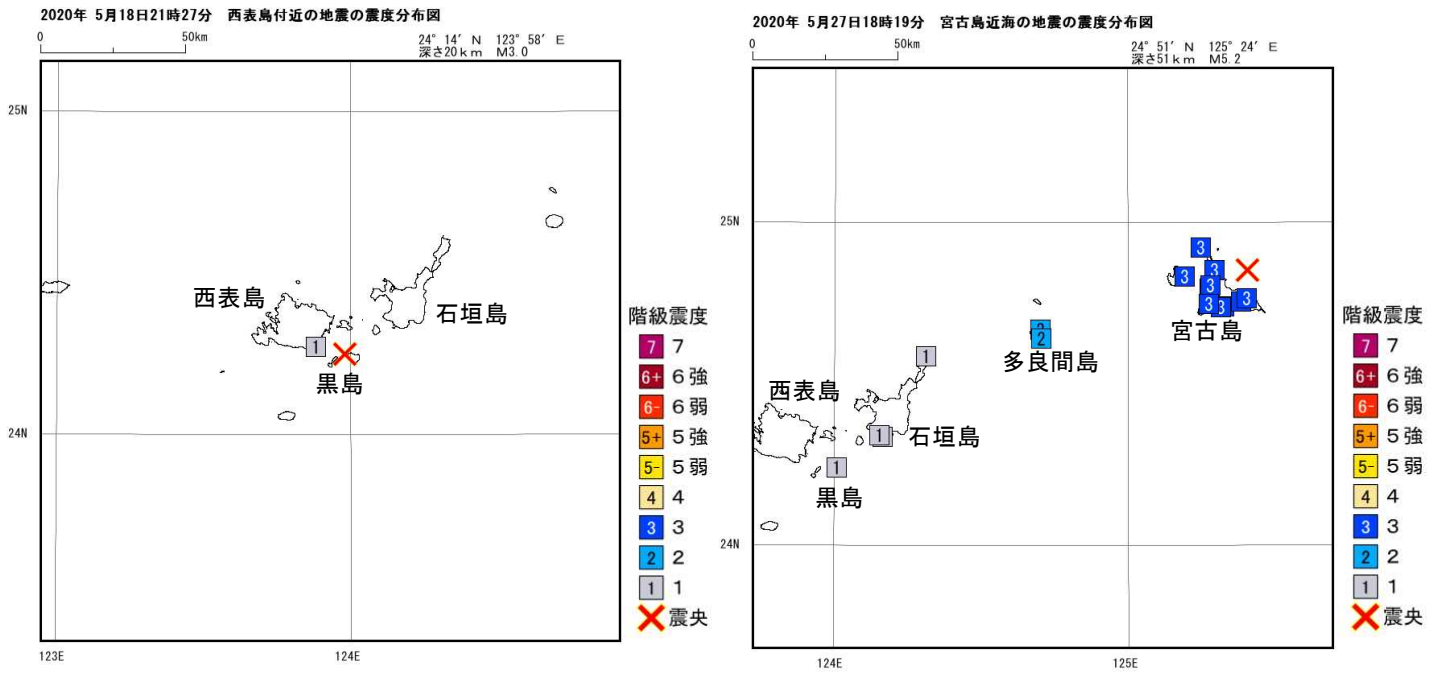 2020年 5月18日21時27分 西表島付近の地震の震度分布図
0 50km
24° 14′ N 123° 58′ E
深さ20km M3.0
25N
西表島
石垣島
1
黒島
24N
123E
124E
階級震度
7 7
6+ 6強
6- 6弱
5+ 5強
5- 5弱
4 4
3 3
2 2
1 1
震央
2020年 5月27日18時19分 宮古島近海の地震の震度分布図
0 50km
24° 51′ N 125° 24′ E
深さ51km M5.2
25N
3
3
3
3
3
3
3
宮古島
2
2
多良間島
1
西表島
1
石垣島
1
黒島
24N
124E
125E
階級震度
7 7
6+ 6強
6- 6弱
5+ 5強
5- 5弱
4 4
3 3
2 2
1 1
震央